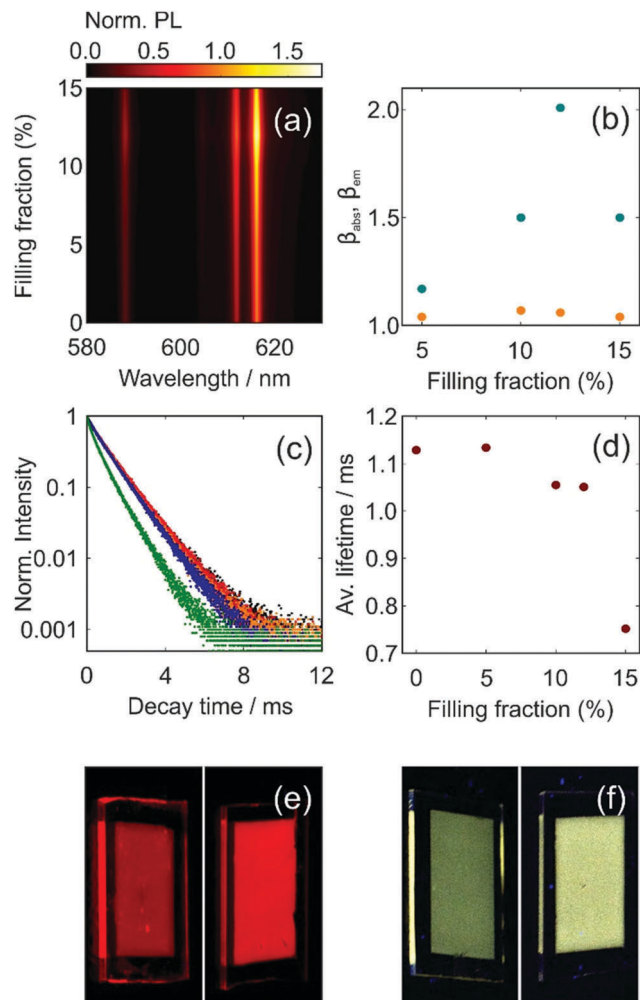 Norm. PL
0.0 0.5 1.0 1.5
(a)
15
10
5
0
Filling fraction (%)
580 600 620
Wavelength / nm
(b)
2.0
1.5
1.0
βabs, βem
5 10 15
Filling fraction (%)
(c)
1
0.1
0.01
0.001
Norm. Intensity
0 4 8 12
Decay time / ms
(d)
1.2
1.1
1.0
0.9
0.8
0.7
Av. lifetime / ms
0 5 10 15
Filling fraction (%)
(e)
(f)